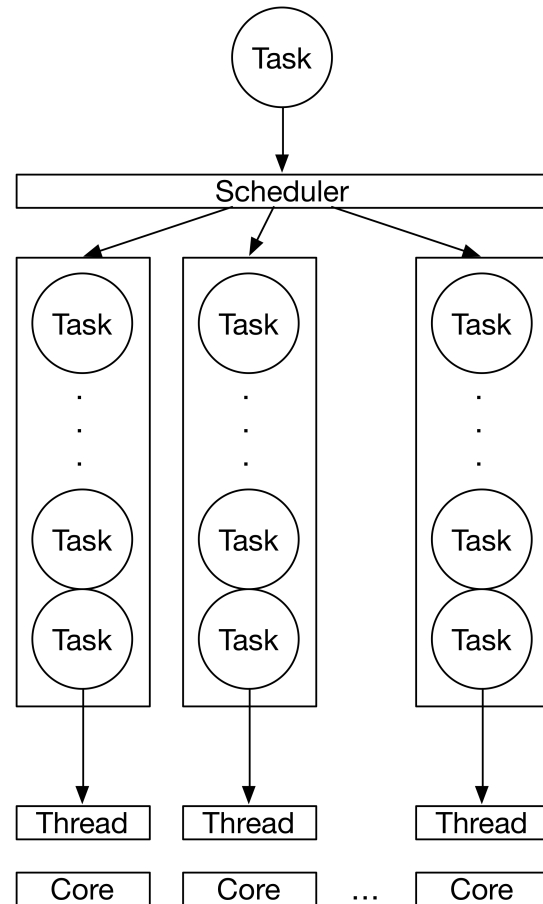 Task
Scheduler
Task Task Task
. . .
. . .
. . .
Task Task Task
Task Task Task
Thread Thread Thread
Core Core ... Core